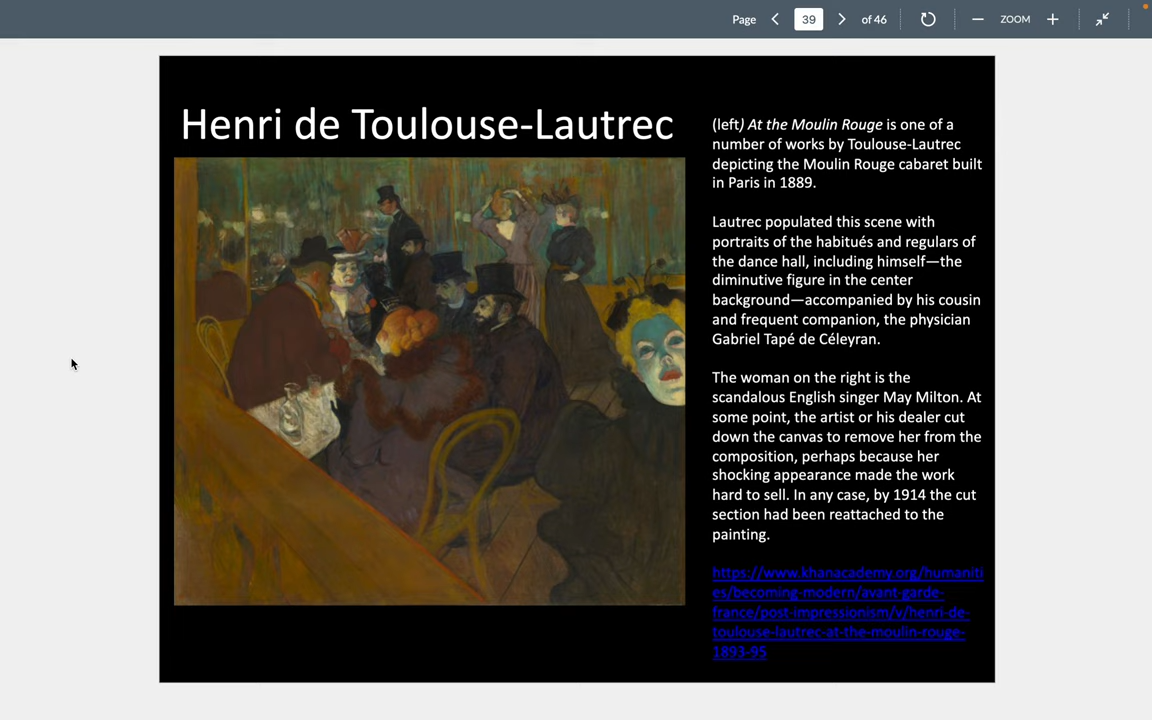 Page 39 of 46 ZOOM
Henri de Toulouse-Lautrec
(left) At the Moulin Rouge is one of a
number of works by Toulouse-Lautrec
depicting the Moulin Rouge cabaret built
in Paris in 1889.
Lautrec populated this scene with
portraits of the habitués and regulars of
the dance hall, including himself—the
diminutive figure in the center
background—accompanied by his cousin
and frequent companion, the physician
Gabriel Tapé de Céleyran.
The woman on the right is the
scandalous English singer May Milton. At
some point, the artist or his dealer cut
down the canvas to remove her from the
composition, perhaps because her
shocking appearance made the work
hard to sell. In any case, by 1914 the cut
section had been reattached to the
painting.
https://www.khanacademy.org/humaniti
es/becoming-modern/avant-garde-
france/post-impressionism/v/henri-de-
toulouse-lautrec-at-the-moulin-rouge-
1893-95